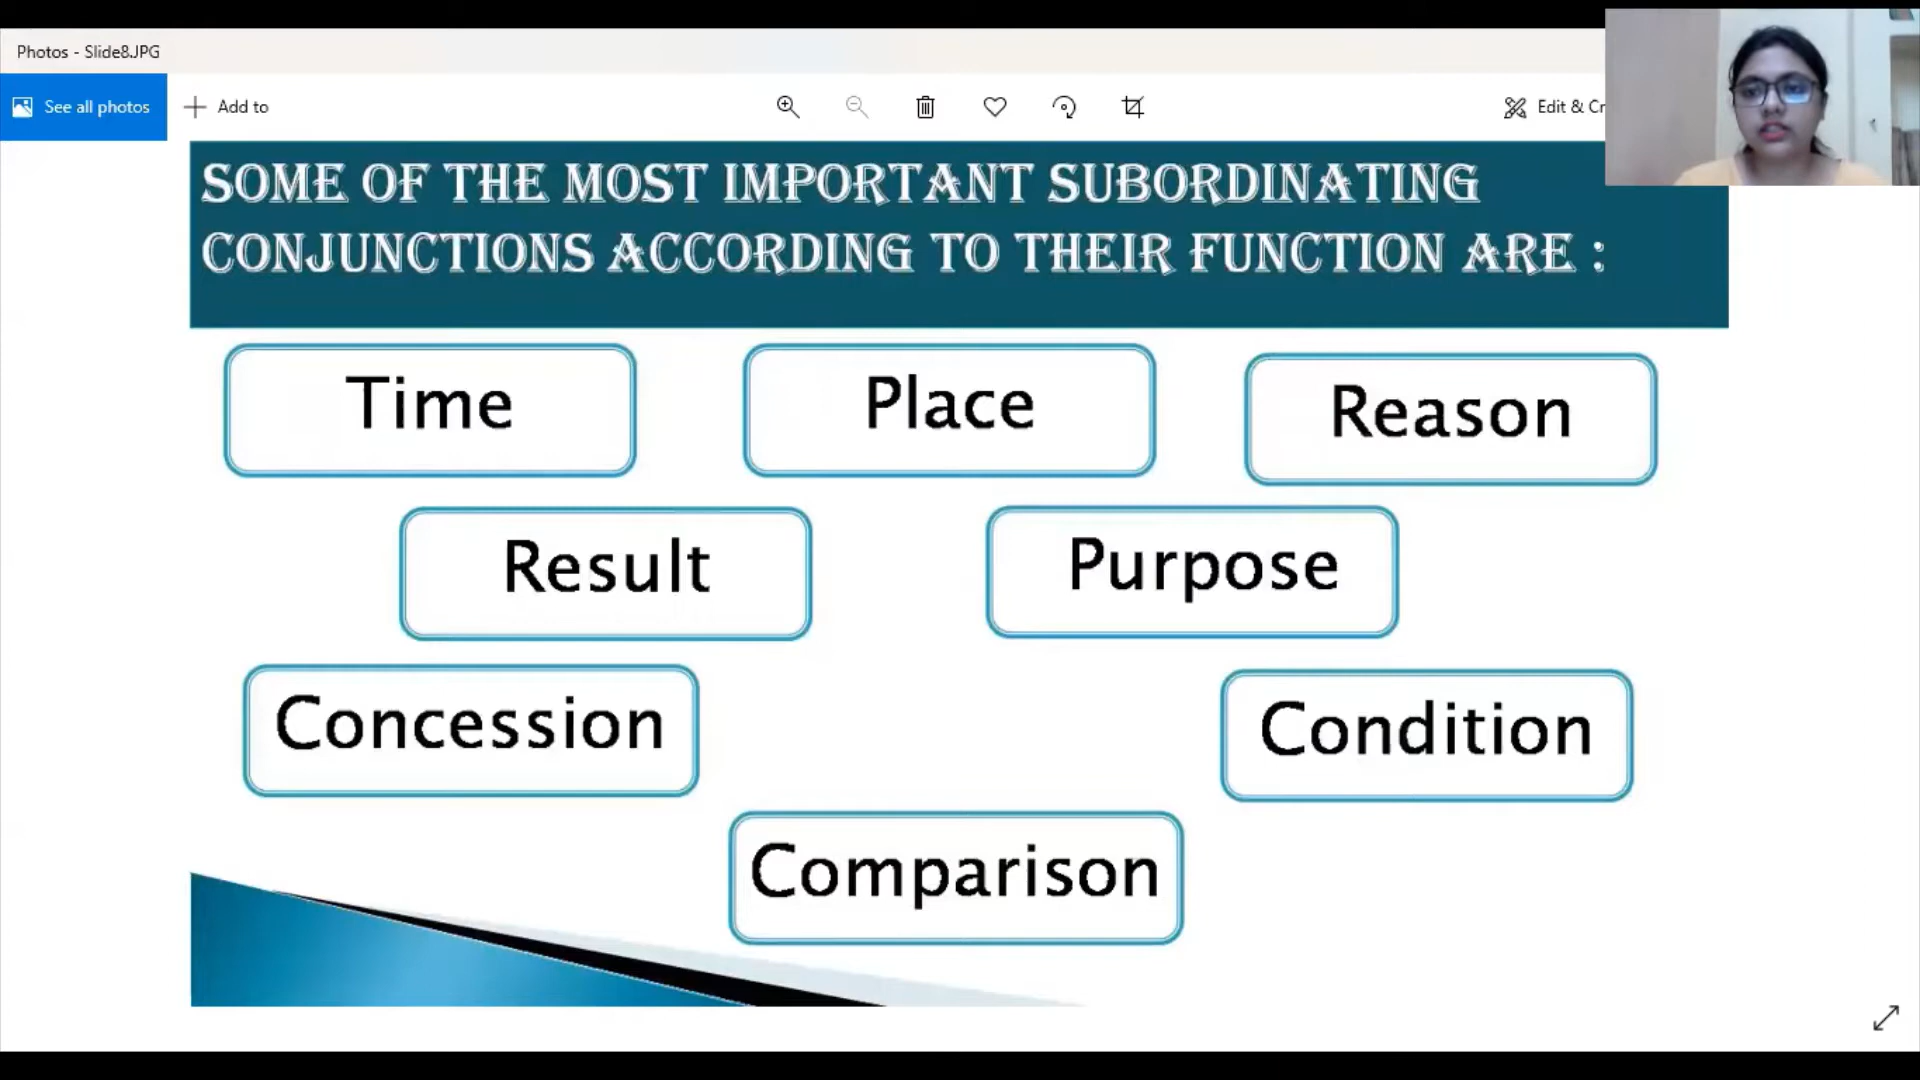 Photos - Slide8.JPG
See all photos
Add to
Edit & Cr
SOME OF THE MOST IMPORTANT SUBORDINATING
CONJUNCTIONS ACCORDING TO THEIR FUNCTION ARE :
Time
Place
Reason
Result
Purpose
Concession
Condition
Comparison